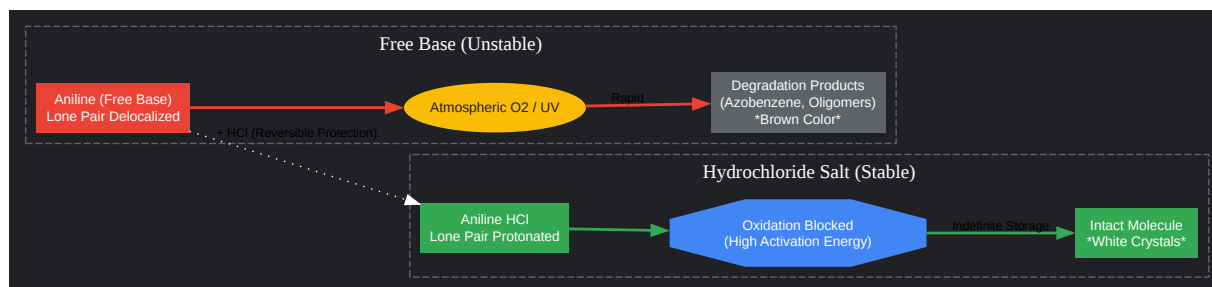 Free Base (Unstable)
Aniline (Free Base)
Lone Pair Delocalized
Atmospheric O2 / UV
Rapid
Degradation Products
(Azobenzene, Oligomers)
*Brown Color*
+ HCl (Reversible Protection)
Hydrochloride Salt (Stable)
Aniline HCl
Lone Pair Protonated
Oxidation Blocked
(High Activation Energy)
Indefinite Storage
Intact Molecule
*White Crystals*